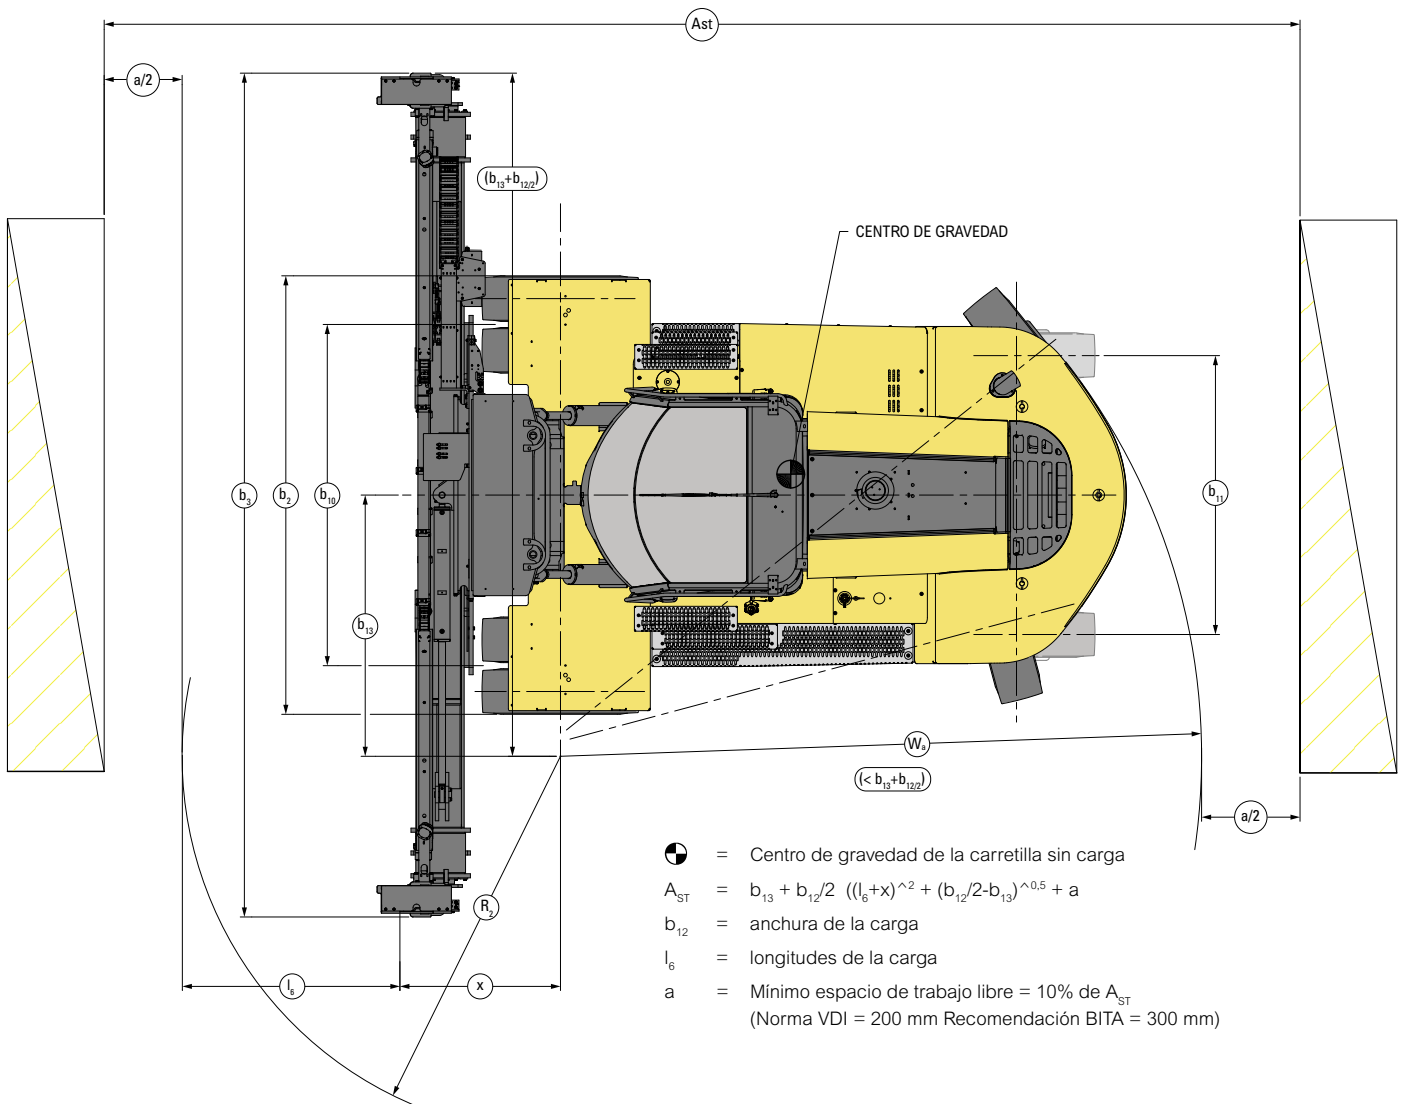 Ast
a/2
(b13+b12/2)
CENTRO DE GRAVEDAD
b3
b2
b10
b11
b13
Wa
(< b13+b12/2)
a/2
R2
l6
x
= Centro de gravedad de la carretilla sin carga
AST = b13 + b12/2 ((l6+x)^2 + (b12/2-b13)^0,5 + a
b12 = anchura de la carga
l6 = longitudes de la carga
a = Mínimo espacio de trabajo libre = 10% de AST
(Norma VDI = 200 mm Recomendación BITA = 300 mm)